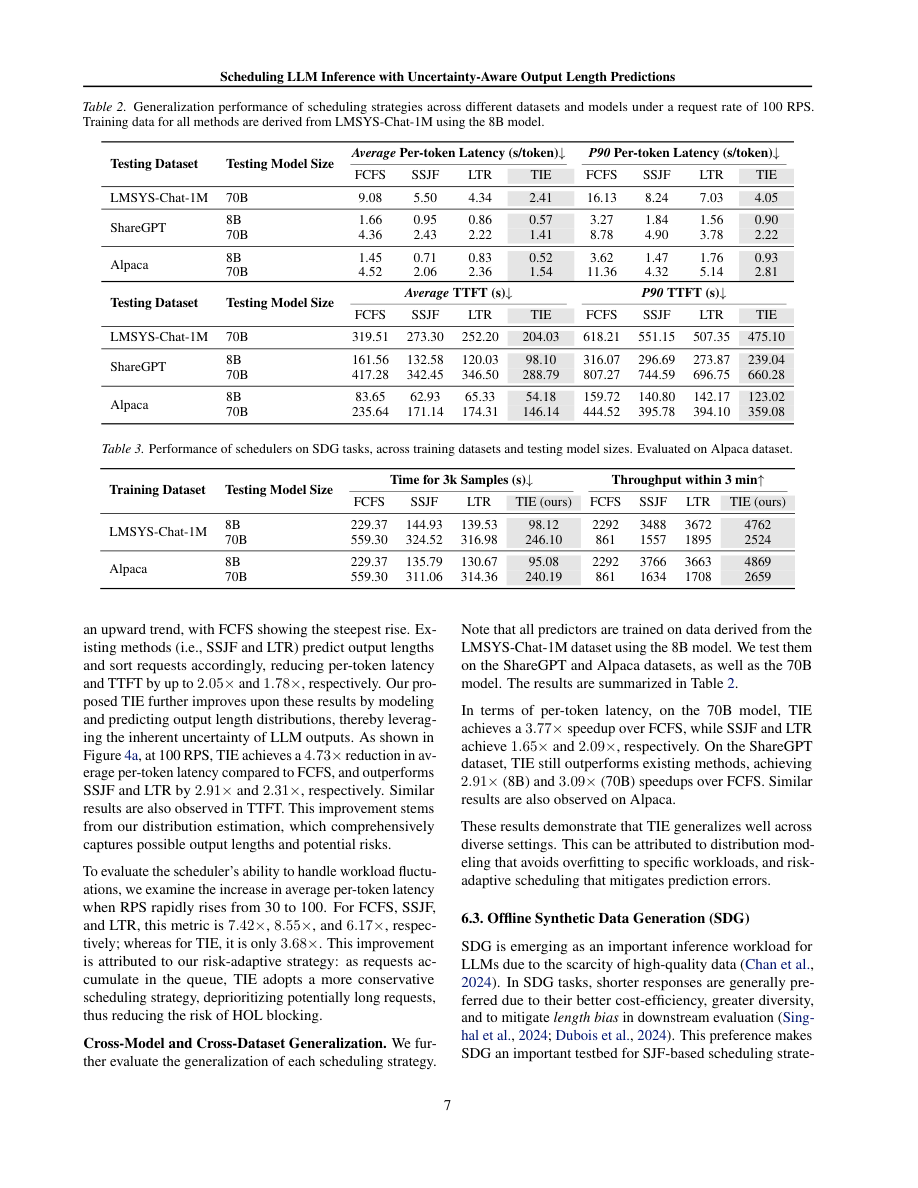 Scheduling LLM Inference with Uncertainty-Aware Output Length Predictions
Table 2. Generalization performance of scheduling strategies across different datasets and models under a request rate of 100 RPS.
Training data for all methods are derived from LMSYS-Chat-1M using the 8B model.
Testing Dataset Testing Model Size Average Per-token Latency (s/token)↓ P90 Per-token Latency (s/token)↓
FCFS SSJF LTR TIE FCFS SSJF LTR TIE
LMSYS-Chat-1M 70B 9.08 5.50 4.34 2.41 16.13 8.24 7.03 4.05
ShareGPT 8B 1.66 0.95 0.86 0.57 3.27 1.84 1.56 0.90
70B 4.36 2.43 2.22 1.41 8.78 4.90 3.78 2.22
Alpaca 8B 1.45 0.71 0.83 0.52 3.62 1.47 1.76 0.93
70B 4.52 2.06 2.36 1.54 11.36 4.32 5.14 2.81
Testing Dataset Testing Model Size Average TTFT (s)↓ P90 TTFT (s)↓
FCFS SSJF LTR TIE FCFS SSJF LTR TIE
LMSYS-Chat-1M 70B 319.51 273.30 252.20 204.03 618.21 551.15 507.35 475.10
ShareGPT 8B 161.56 132.58 120.03 98.10 316.07 296.69 273.87 239.04
70B 417.28 342.45 346.50 288.79 807.27 744.59 696.75 660.28
Alpaca 8B 83.65 62.93 65.33 54.18 159.72 140.80 142.17 123.02
70B 235.64 171.14 174.31 146.14 444.52 395.78 394.10 359.08
Table 3. Performance of schedulers on SDG tasks, across training datasets and testing model sizes. Evaluated on Alpaca dataset.
Training Dataset Testing Model Size Time for 3k Samples (s)↓ Throughput within 3 min↑
FCFS SSJF LTR TIE (ours) FCFS SSJF LTR TIE (ours)
LMSYS-Chat-1M 8B 229.37 144.93 139.53 98.12 2292 3488 3672 4762
70B 559.30 324.52 316.98 246.10 861 1557 1895 2524
Alpaca 8B 229.37 135.79 130.67 95.08 2292 3766 3663 4869
70B 559.30 311.06 314.36 240.19 861 1634 1708 2659
an upward trend, with FCFS showing the steepest rise. Ex-
isting methods (i.e., SSJF and LTR) predict output lengths
and sort requests accordingly, reducing per-token latency
and TTFT by up to 2.05× and 1.78×, respectively. Our pro-
posed TIE further improves upon these results by modeling
and predicting output length distributions, thereby leverag-
ing the inherent uncertainty of LLM outputs. As shown in
Figure 4a, at 100 RPS, TIE achieves a 4.73× reduction in av-
erage per-token latency compared to FCFS, and outperforms
SSJF and LTR by 2.91× and 2.31×, respectively. Similar
results are also observed in TTFT. This improvement stems
from our distribution estimation, which comprehensively
captures possible output lengths and potential risks.
To evaluate the scheduler's ability to handle workload fluctu-
ations, we examine the increase in average per-token latency
when RPS rapidly rises from 30 to 100. For FCFS, SSJF,
and LTR, this metric is 7.42×, 8.55×, and 6.17×, respec-
tively; whereas for TIE, it is only 3.68×. This improvement
is attributed to our risk-adaptive strategy: as requests ac-
cumulate in the queue, TIE adopts a more conservative
scheduling strategy, deprioritizing potentially long requests,
thus reducing the risk of HOL blocking.
Cross-Model and Cross-Dataset Generalization. We fur-
ther evaluate the generalization of each scheduling strategy.
Note that all predictors are trained on data derived from the
LMSYS-Chat-1M dataset using the 8B model. We test them
on the ShareGPT and Alpaca datasets, as well as the 70B
model. The results are summarized in Table 2.
In terms of per-token latency, on the 70B model, TIE
achieves a 3.77× speedup over FCFS, while SSJF and LTR
achieve 1.65× and 2.09×, respectively. On the ShareGPT
dataset, TIE still outperforms existing methods, achieving
2.91× (8B) and 3.09× (70B) speedups over FCFS. Similar
results are also observed on Alpaca.
These results demonstrate that TIE generalizes well across
diverse settings. This can be attributed to distribution mod-
eling that avoids overfitting to specific workloads, and risk-
adaptive scheduling that mitigates prediction errors.
6.3. Offline Synthetic Data Generation (SDG)
SDG is emerging as an important inference workload for
LLMs due to the scarcity of high-quality data (Chan et al.,
2024). In SDG tasks, shorter responses are generally pre-
ferred due to their better cost-efficiency, greater diversity,
and to mitigate length bias in downstream evaluation (Sing-
hal et al., 2024; Dubois et al., 2024). This preference makes
SDG an important testbed for SJF-based scheduling strate-
7